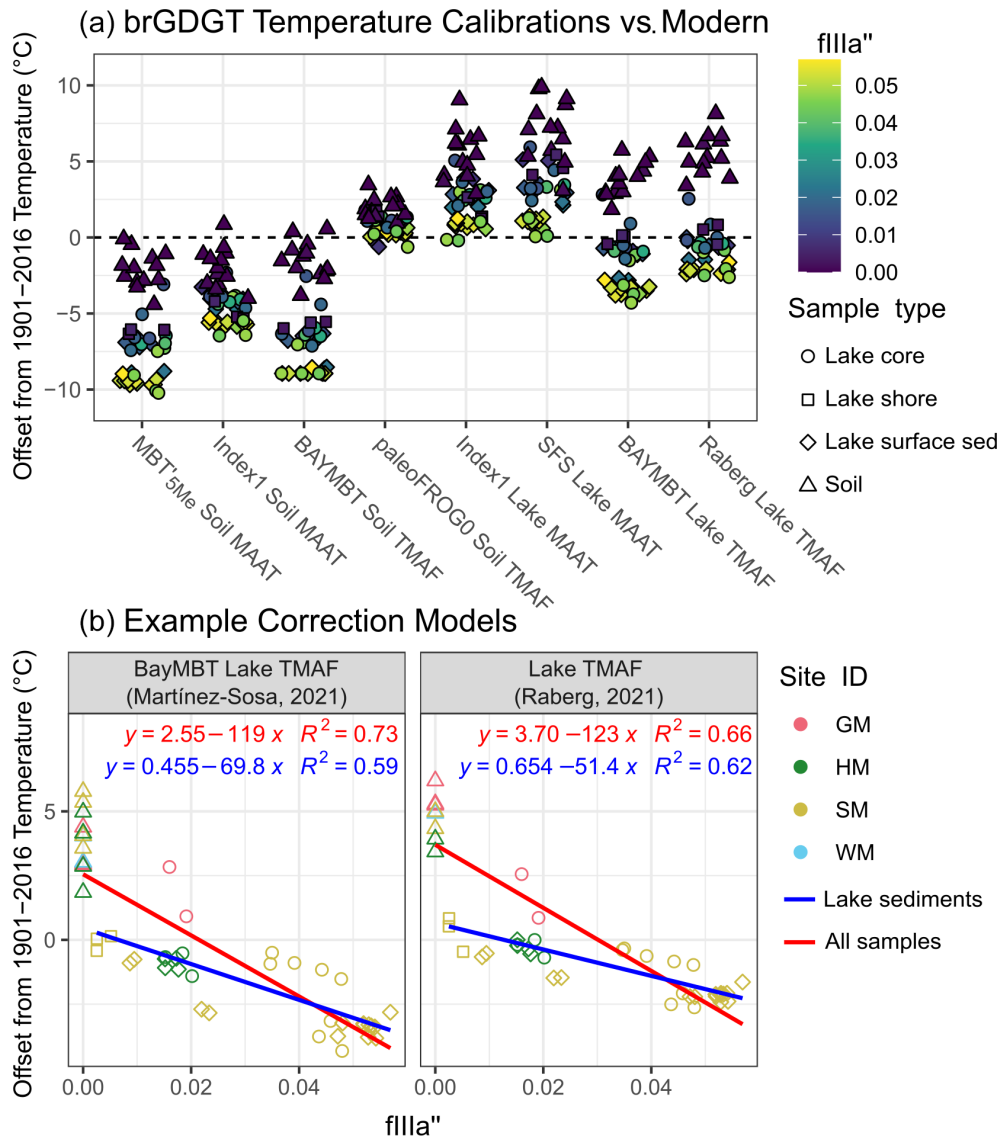 (a) brGDGT Temperature Calibrations vs. Modern
Offset from 1901−2016 Temperature (°C)
10
5
0
−5
−10
MBT'5Me Soil MAAT
Index1 Soil MAAT
BAYMBT Soil TMAF
paleoFROG0 Soil TMAF
Index1 Lake MAAT
SFS Lake MAAT
BAYMBT Lake TMAF
Raberg Lake TMAF
fIIIa"
0.05
0.04
0.03
0.02
0.01
0.00
Sample type
Lake core
Lake shore
Lake surface sed
Soil
(b) Example Correction Models
Offset from 1901−2016 Temperature (°C)
BayMBT Lake TMAF
(Martínez−Sosa, 2021)
y = 2.55−119 x R² = 0.73
y = 0.455−69.8 x R² = 0.59
Lake TMAF
(Raberg, 2021)
y = 3.70 −123 x R² = 0.66
y = 0.654 −51.4 x R² = 0.62
5
0
0.00
0.02
0.04
0.00
0.02
0.04
fIIIa"
Site ID
GM
HM
SM
WM
Lake sediments
All samples